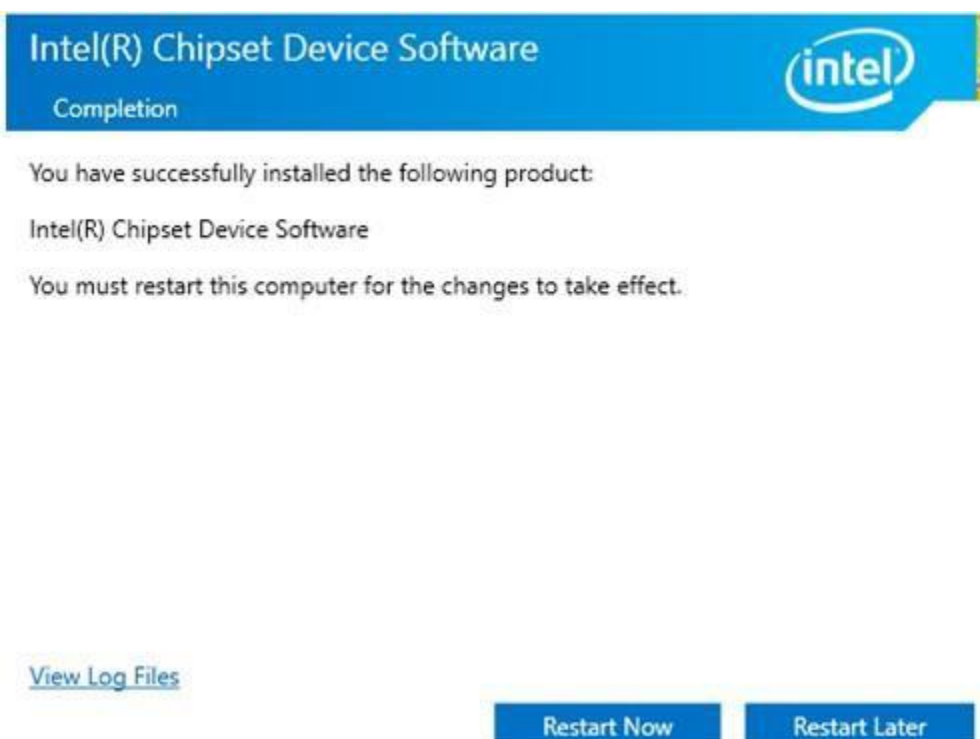 Intel(R) Chipset Device Software
intel
Completion
You have successfully installed the following product:
Intel(R) Chipset Device Software
You must restart this computer for the changes to take effect.
View Log Files
Restart Now
Restart Later